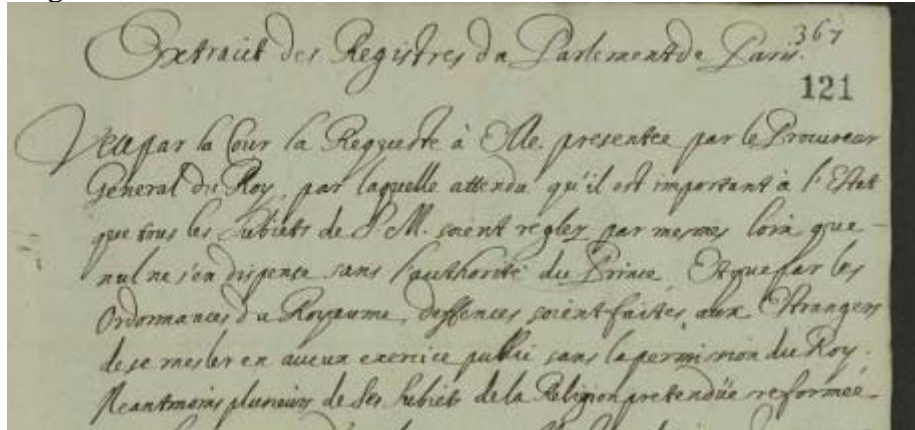 Extraict des Registres du Parlement de Paris.
367
121
Veu par la Cour la Requeste à Elle presentée par le Procureur
General du Roy, par laquelle attendu qu'il est important à l'Estat
que tous les Subiets de S. M. soient reglez par mesmes loix que
nul ne s'en dispence sans l'authorité du Prince, Et que par les
Ordonnances du Royaume, deffences soient faites aux Estrangers
de se mesler en aucun exercice public sans la permission du Roy.
Neantmoins plusieurs de ses subiets de la Religion pretendüe reformée